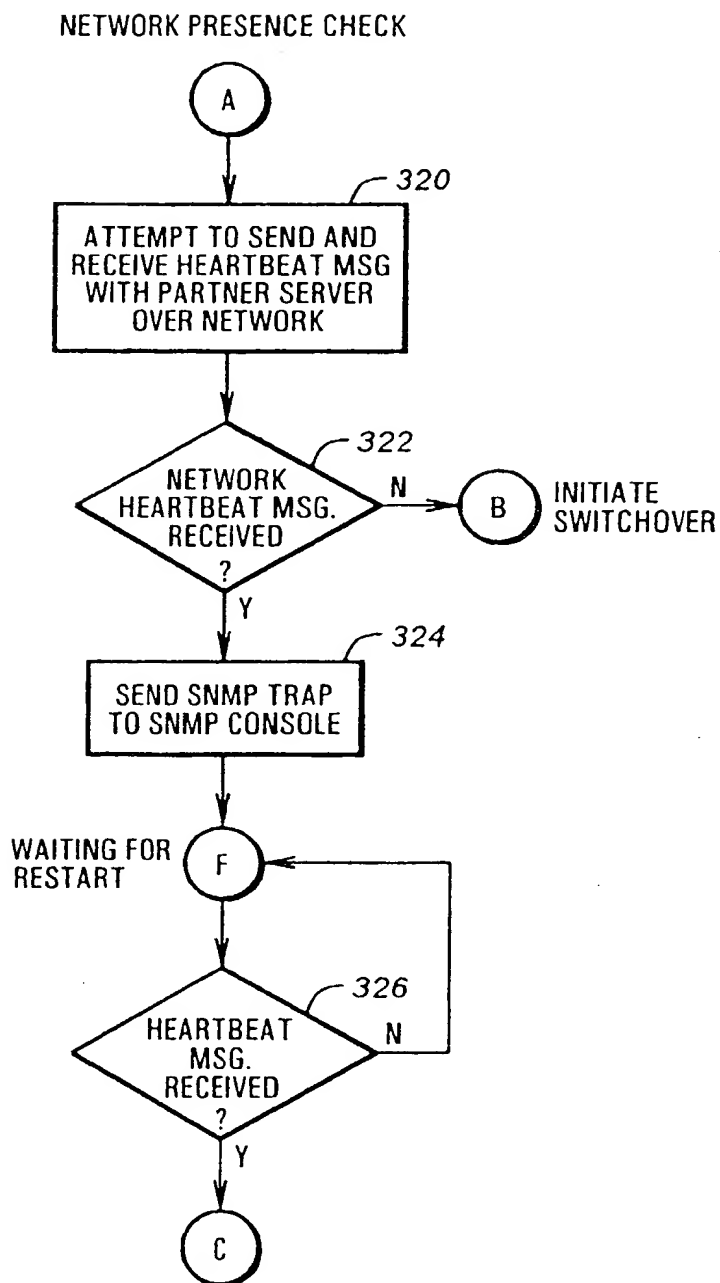 NETWORK PRESENCE CHECK
A
320
ATTEMPT TO SEND AND
RECEIVE HEARTBEAT MSG
WITH PARTNER SERVER
OVER NETWORK
322
NETWORK
HEARTBEAT MSG.
RECEIVED
?
N
B
INITIATE
SWITCHOVER
Y
324
SEND SNMP TRAP
TO SNMP CONSOLE
WAITING FOR
RESTART
F
326
HEARTBEAT
MSG.
RECEIVED
?
N
Y
C